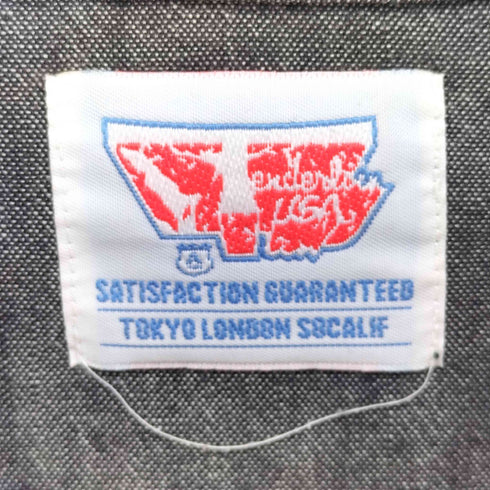 Tenderloin
USA
SATISFACTION GUARANTEED
TOKYO LONDON SOCALIF